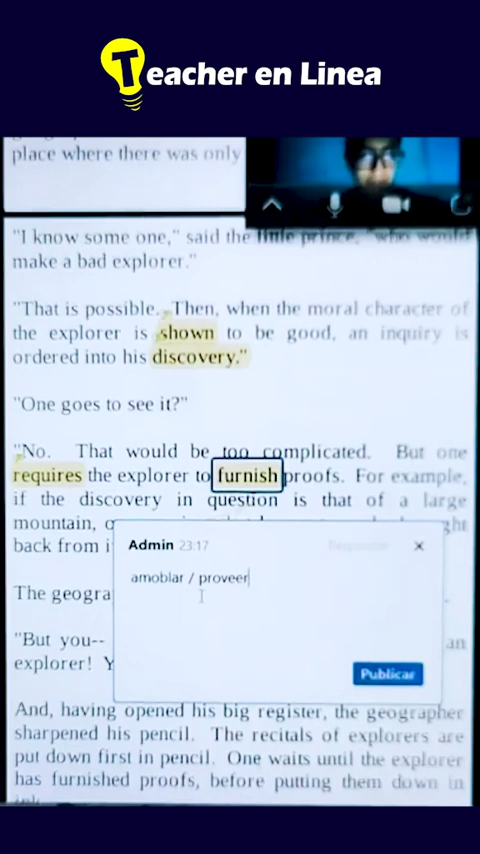 Teacher en Linea
place where there was only
"I know some one," said the little prince, "who would
make a bad explorer."
"That is possible. Then, when the moral character of
the explorer is shown to be good, an inquiry is
ordered into his discovery."
"One goes to see it?"
"No. That would be too complicated. But one
requires the explorer to furnish proofs. For example,
if the discovery in question is that of a large
mountain,
ght
back from
Admin 23:17
amoblar / proveer
The geogra
"But you--
an
explorer! Y
Publicar
And, having opened his big register, the geographer
sharpened his pencil. The recitals of explorers are
put down first in pencil. One waits until the explorer
has furnished proofs, before putting them down in